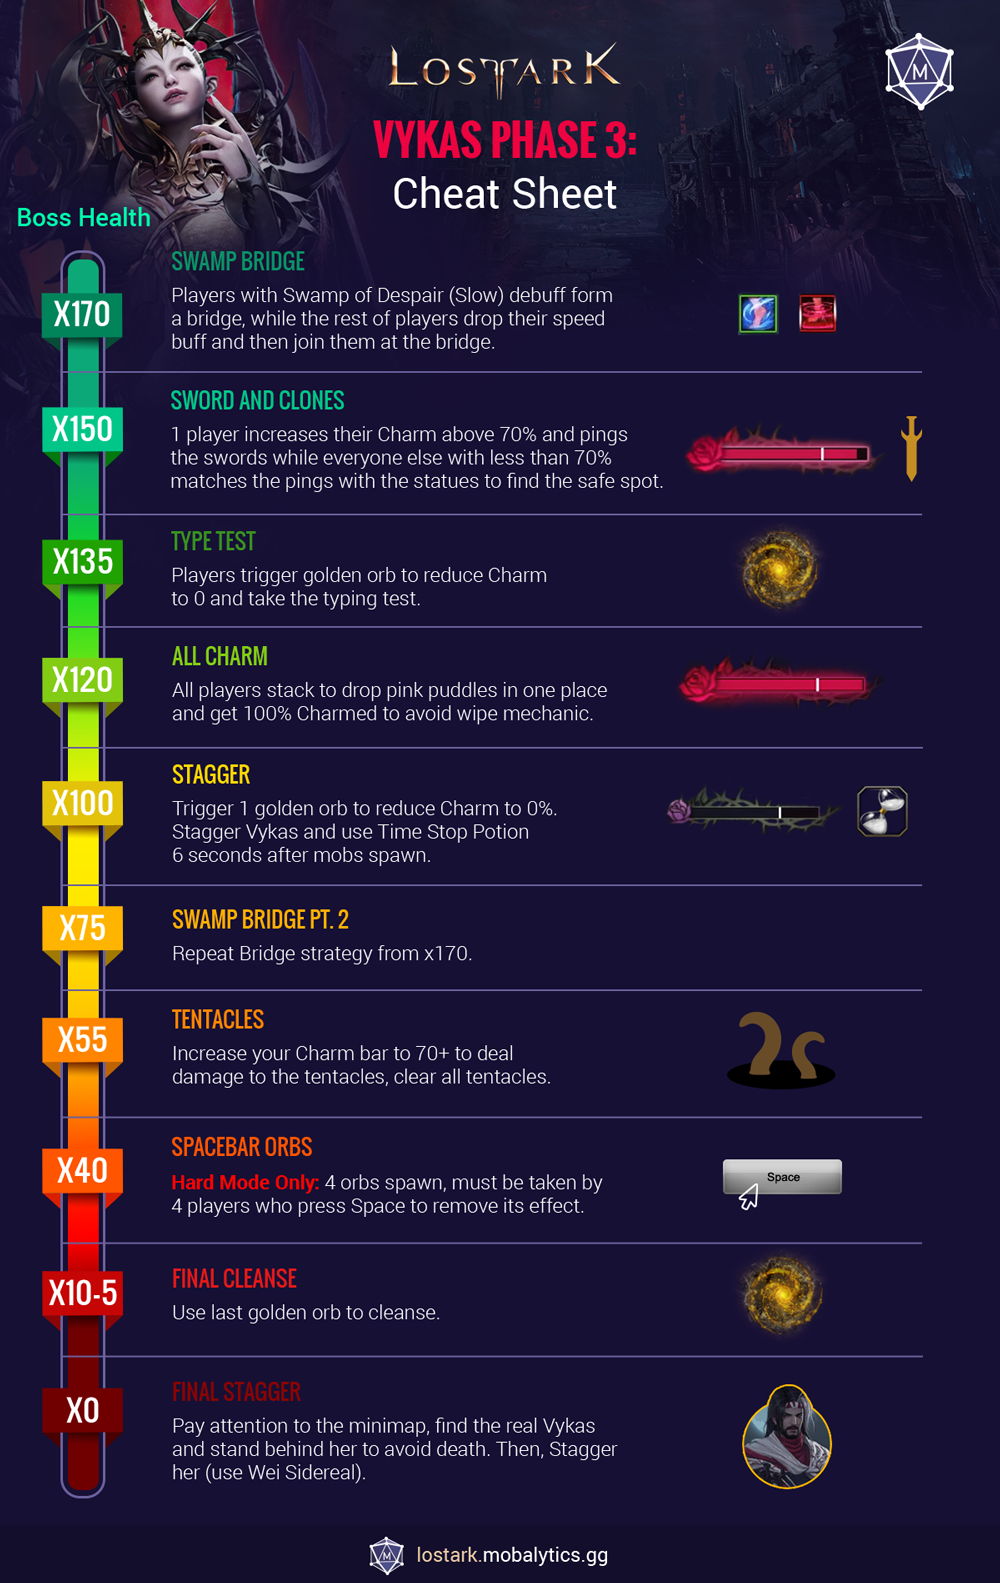 LOST ARK
M
VYKAS PHASE 3:
Cheat Sheet
Boss Health
X170
SWAMP BRIDGE
Players with Swamp of Despair (Slow) debuff form
a bridge, while the rest of players drop their speed
buff and then join them at the bridge.
X150
SWORD AND CLONES
1 player increases their Charm above 70% and pings
the swords while everyone else with less than 70%
matches the pings with the statues to find the safe spot.
X135
TYPE TEST
Players trigger golden orb to reduce Charm
to 0 and take the typing test.
X120
ALL CHARM
All players stack to drop pink puddles in one place
and get 100% Charmed to avoid wipe mechanic.
X100
STAGGER
Trigger 1 golden orb to reduce Charm to 0%.
Stagger Vykas and use Time Stop Potion
6 seconds after mobs spawn.
X75
SWAMP BRIDGE PT. 2
Repeat Bridge strategy from x170.
X55
TENTACLES
Increase your Charm bar to 70+ to deal
damage to the tentacles, clear all tentacles.
X40
SPACEBAR ORBS
Hard Mode Only: 4 orbs spawn, must be taken by
4 players who press Space to remove its effect.
Space
X10-5
FINAL CLEANSE
Use last golden orb to cleanse.
X0
FINAL STAGGER
Pay attention to the minimap, find the real Vykas
and stand behind her to avoid death. Then, Stagger
her (use Wei Sidereal).
M
lostark.mobalytics.gg